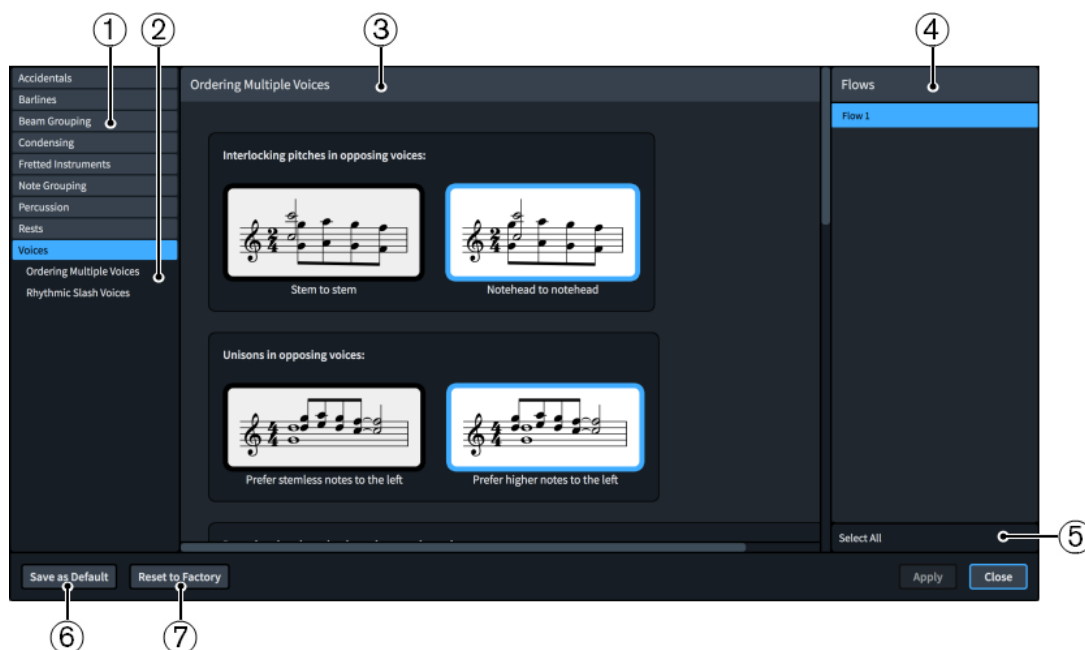 ① ② ③ ④
Accidentals
Barlines
Beam Grouping
Condensing
Fretted Instruments
Note Grouping
Percussion
Rests
Voices
Ordering Multiple Voices
Rhythmic Slash Voices
Ordering Multiple Voices
Interlocking pitches in opposing voices:
Stem to stem
Notehead to notehead
Unisons in opposing voices:
Prefer stemless notes to the left
Prefer higher notes to the left
Flows
Flow 1
Select All
⑤
Save as Default
Reset to Factory
Apply
Close
⑥ ⑦